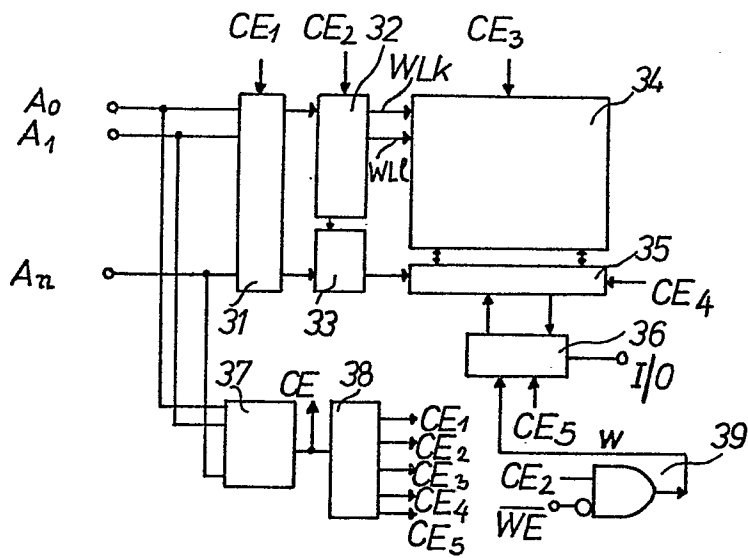 CE1 CE2 32 CE3
WLk 34
A0
A1
WLl
An
31 33 35
CE4
36
I/O
37 CE 38
CE1
CE2
CE3
CE4
CE5
CE5 W 39
CE2
W̅E̅